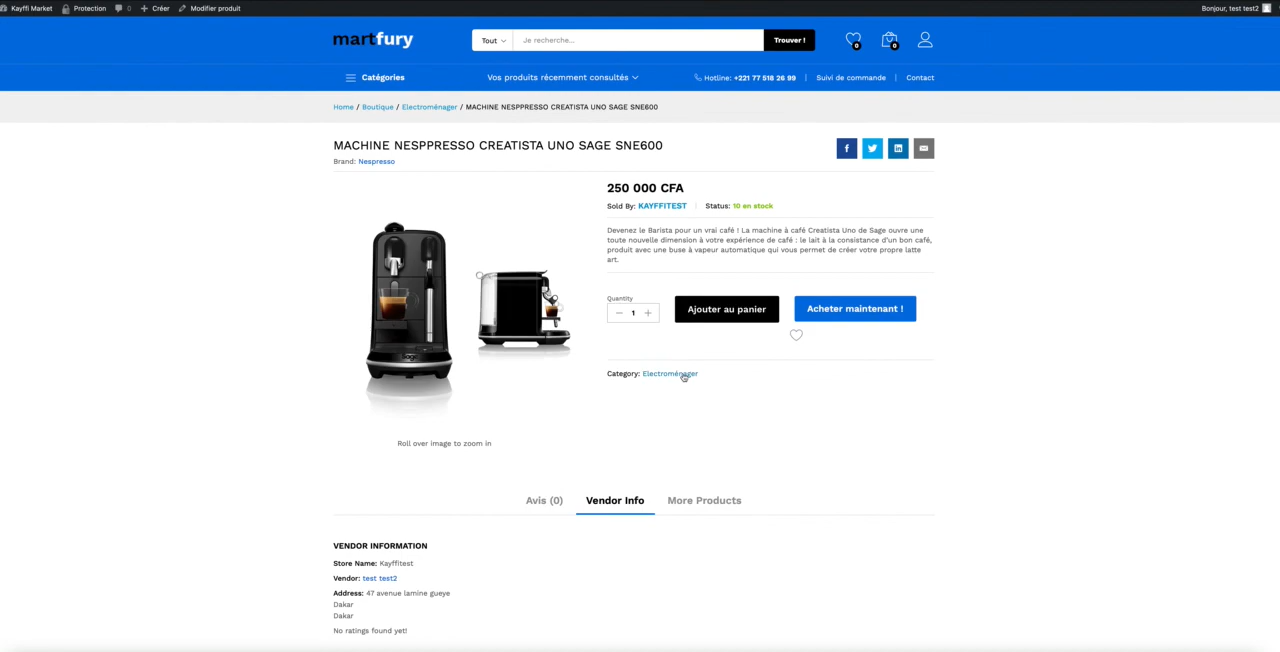 Kayffi Market Protection 0 Créer Modifier produit Bonjour, test test2
martfury Tout Je recherche... Trouver ! 0 0
Catégories Vos produits récemment consultés Hotline: +221 77 518 26 99 | Suivi de commande | Contact
Home / Boutique / Electroménager / MACHINE NESPPRESSO CREATISTA UNO SAGE SNE600
MACHINE NESPPRESSO CREATISTA UNO SAGE SNE600
Brand: Nespresso
250 000 CFA
Sold By: KAYFFITEST Status: 10 en stock
Devenez le Barista pour un vrai café ! La machine à café Creatista Uno de Sage ouvre une
toute nouvelle dimension à votre expérience de café : le lait à la consistance d'un bon café,
produit avec une buse à vapeur automatique qui vous permet de créer votre propre latte
art.
Quantity
− 1 + Ajouter au panier Acheter maintenant !
Category: Electroménager
Roll over image to zoom in
Avis (0) Vendor Info More Products
VENDOR INFORMATION
Store Name: Kayffitest
Vendor: test test2
Address: 47 avenue lamine gueye
Dakar
Dakar
No ratings found yet!